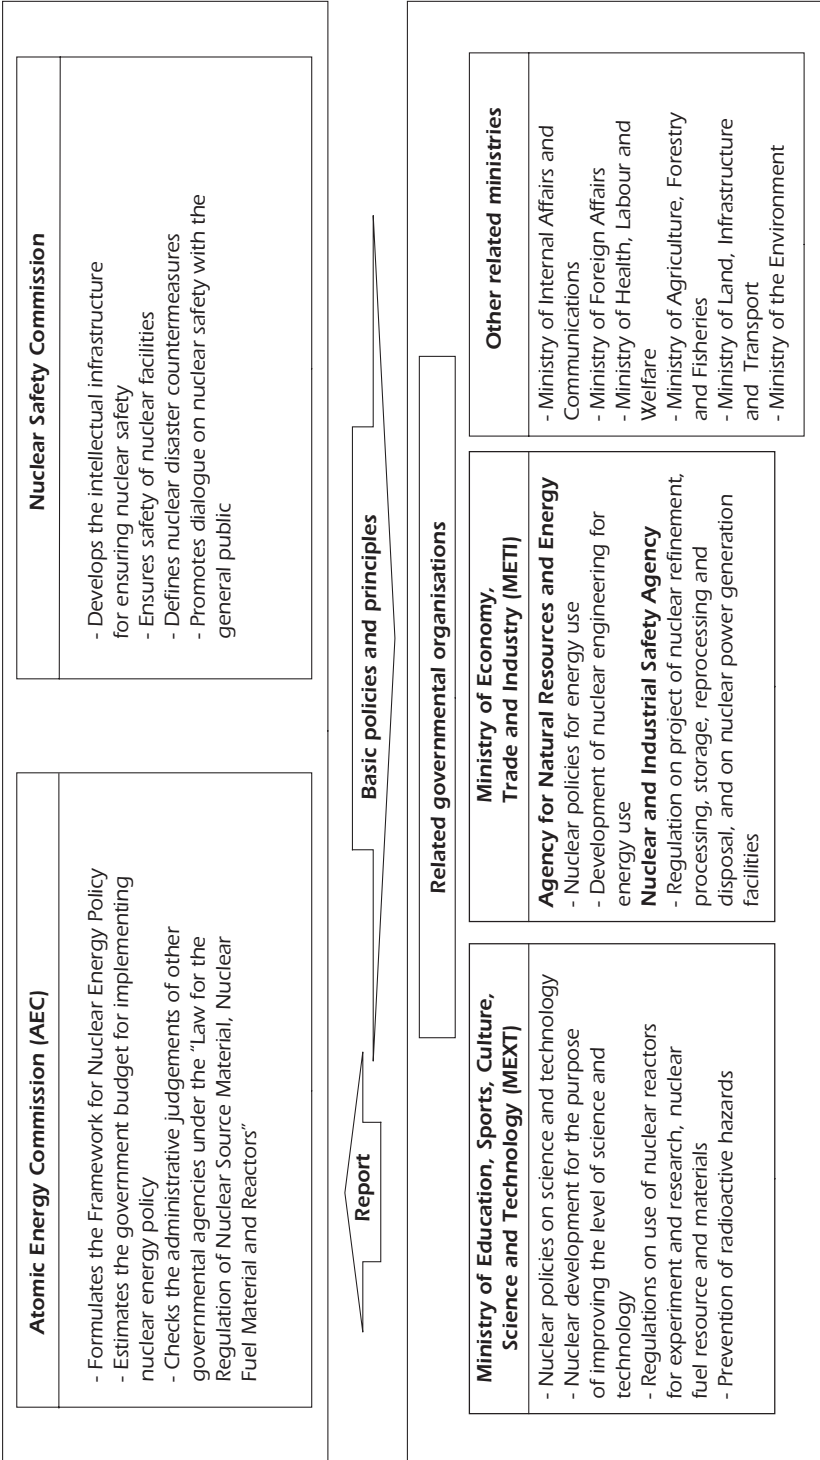 Atomic Energy Commission (AEC)
- Formulates the Framework for Nuclear Energy Policy
- Estimates the government budget for implementing
nuclear energy policy
- Checks the administrative judgements of other
governmental agencies under the “Law for the
Regulation of Nuclear Source Material, Nuclear
Fuel Material and Reactors”
Nuclear Safety Commission
- Develops the intellectual infrastructure
for ensuring nuclear safety
- Ensures safety of nuclear facilities
- Defines nuclear disaster countermeasures
- Promotes dialogue on nuclear safety with the
general public
Report
Basic policies and principles
Related governmental organisations
Ministry of Education, Sports, Culture,
Science and Technology (MEXT)
- Nuclear policies on science and technology
- Nuclear development for the purpose
of improving the level of science and
technology
- Regulations on use of nuclear reactors
for experiment and research, nuclear
fuel resource and materials
- Prevention of radioactive hazards
Ministry of Economy,
Trade and Industry (METI)
Agency for Natural Resources and Energy
- Nuclear policies for energy use
- Development of nuclear engineering for
energy use
Nuclear and Industrial Safety Agency
- Regulation on project of nuclear refinement,
processing, storage, reprocessing and
disposal, and on nuclear power generation
facilities
Other related ministries
- Ministry of Internal Affairs and
Communications
- Ministry of Foreign Affairs
- Ministry of Health, Labour and
Welfare
- Ministry of Agriculture, Forestry
and Fisheries
- Ministry of Land, Infrastructure
and Transport
- Ministry of the Environment